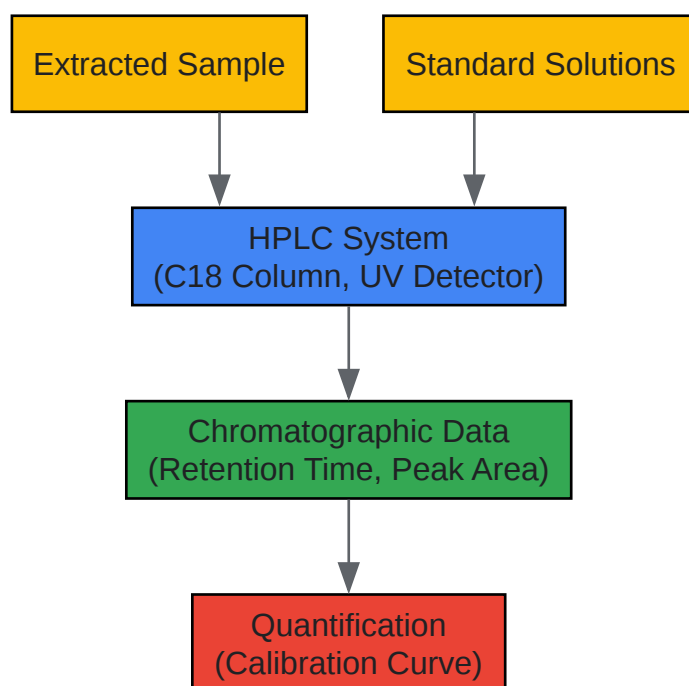 Extracted Sample
Standard Solutions
HPLC System
(C18 Column, UV Detector)
Chromatographic Data
(Retention Time, Peak Area)
Quantification
(Calibration Curve)